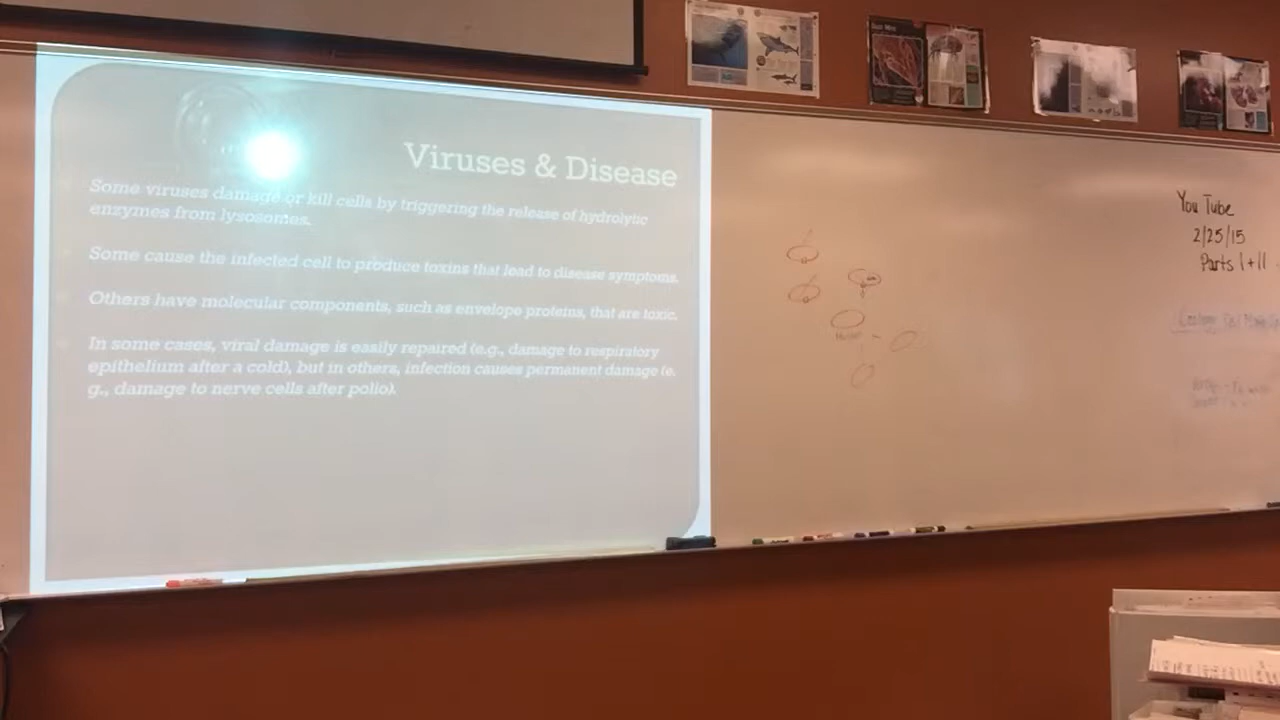 Viruses & Disease
Some viruses damage or kill cells by triggering the release of hydrolytic
enzymes from lysosomes.
Some cause the infected cell to produce toxins that lead to disease symptoms.
Others have molecular components, such as envelope proteins, that are toxic.
In some cases, viral damage is easily repaired (e.g., damage to respiratory
epithelium after a cold), but in others, infection causes permanent damage (e.
g., damage to nerve cells after polio).
You Tube
2/25/15
Parts I + II